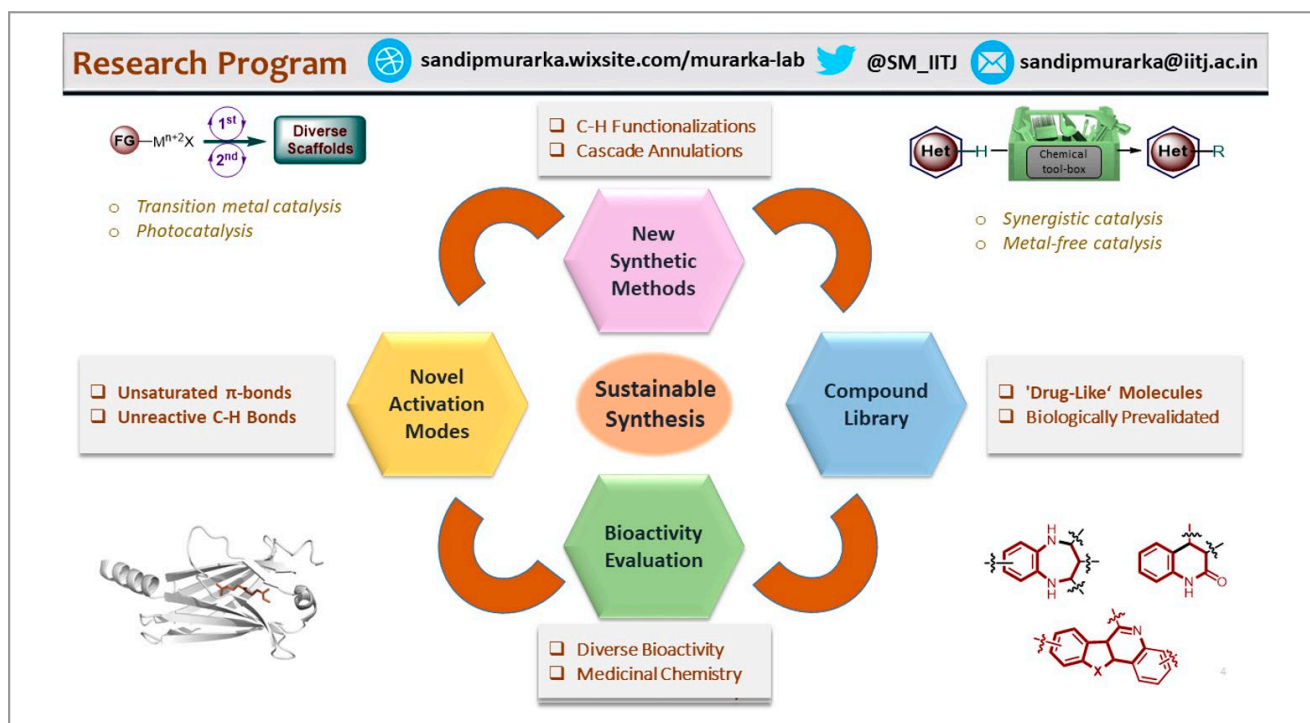 Research Program
sandipmurarka.wixsite.com/murarka-lab
@SM_IITJ
sandipmurarka@iitj.ac.in
FG
M^{n+2}X
1st
2nd
Diverse
Scaffolds
Transition metal catalysis
Photocatalysis
C-H Functionalizations
Cascade Annulations
Het
H
Chemical
tool-box
Het
R
Synergistic catalysis
Metal-free catalysis
New
Synthetic
Methods
Unsaturated π-bonds
Unreactive C-H Bonds
Novel
Activation
Modes
Sustainable
Synthesis
Compound
Library
'Drug-Like‘ Molecules
Biologically Prevalidated
Bioactivity
Evaluation
Diverse Bioactivity
Medicinal Chemistry
H
N
N
H
N
H
O
N
X
4